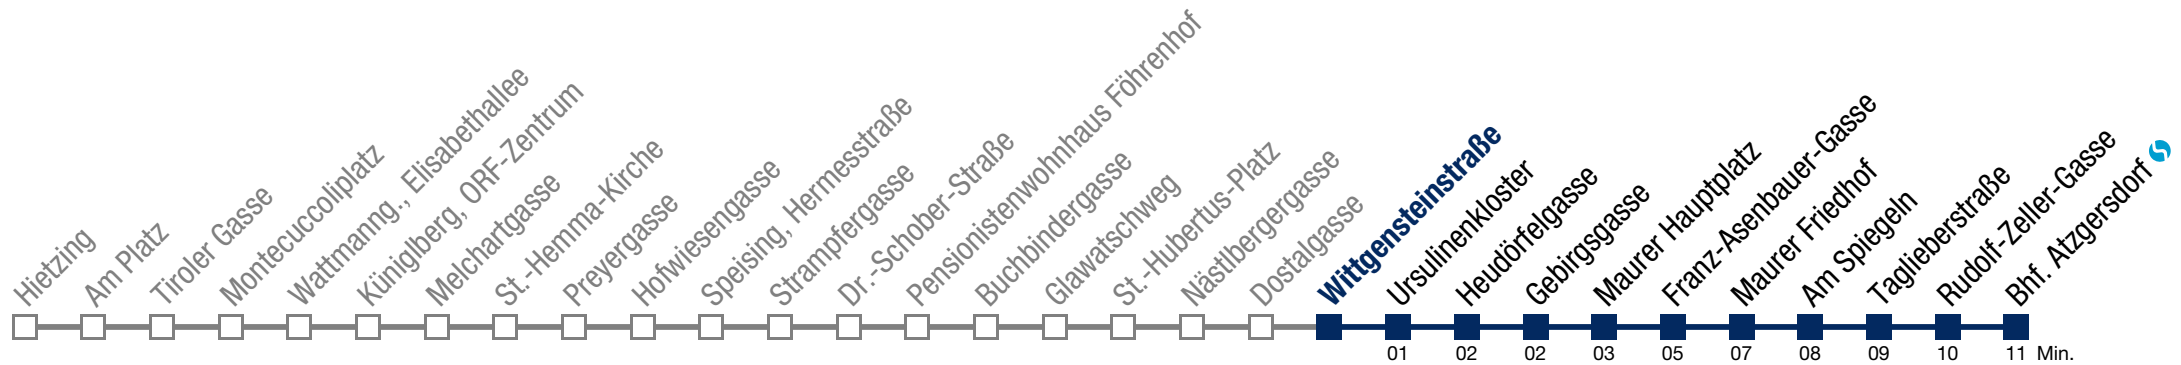 Hietzing
Am Platz
Tiroler Gasse
Montecuccoliplatz
Wattmanng., Elisabethallee
Küniglberg, ORF-Zentrum
Melchartgasse
St.-Hemma-Kirche
Preyergasse
Hofwiesengasse
Speising, Hermesstraße
Strampfergasse
Dr.-Schober-Straße
Pensionistenwohnhaus Föhrenhof
Buchbindergasse
Glawatschweg
St.-Hubertus-Platz
Nästlbergergasse
Dostalgasse
Wittgensteinstraße
Ursulinenkloster
Heudörfelgasse
Gebirgsgasse
Maurer Hauptplatz
Franz-Asenbauer-Gasse
Maurer Friedhof
Am Spiegeln
Taglieberstraße
Rudolf-Zeller-Gasse
Bhf. Atzgersdorf
01 02 02 03 05 07 08 09 10 11 Min.